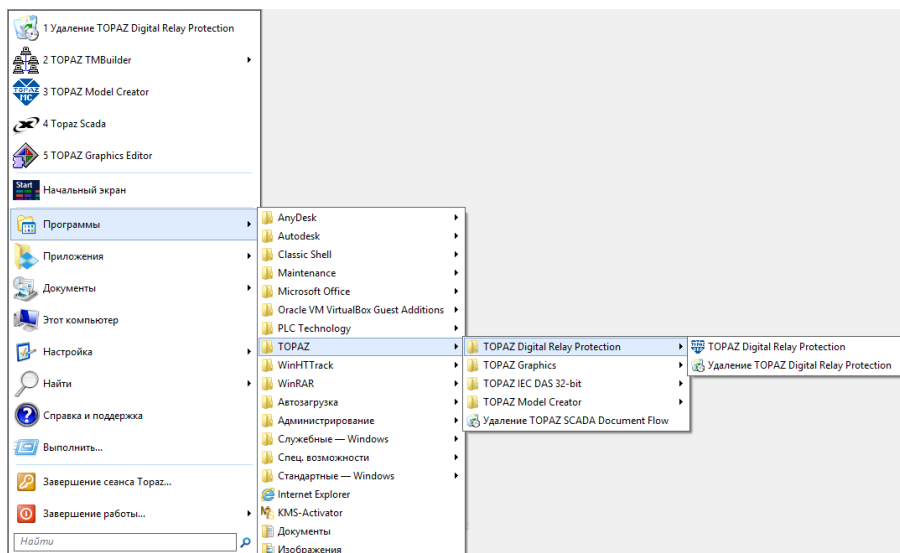 1 Удаление TOPAZ Digital Relay Protection
2 TOPAZ TMBuilder
3 TOPAZ Model Creator
4 Topaz Scada
5 TOPAZ Graphics Editor
Start
Начальный экран
Программы
Приложения
Документы
Этот компьютер
Настройка
Найти
Справка и поддержка
Выполнить...
Завершение сеанса Topaz...
Завершение работы...
Найти
AnyDesk
Autodesk
Classic Shell
Maintenance
Microsoft Office
Oracle VM VirtualBox Guest Additions
PLC Technology
TOPAZ
WinHTTrack
WinRAR
Автозагрузка
Администрирование
Служебные — Windows
Спец. возможности
Стандартные — Windows
Internet Explorer
KMS-Activator
Документы
Изображения
TOPAZ Digital Relay Protection
TOPAZ Graphics
TOPAZ IEC DAS 32-bit
TOPAZ Model Creator
Удаление TOPAZ SCADA Document Flow
TOPAZ Digital Relay Protection
Удаление TOPAZ Digital Relay Protection